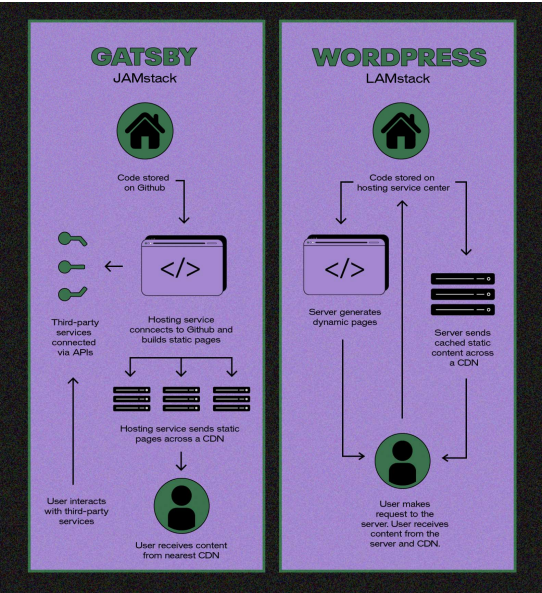 GATSBY
JAMstack
Code stored
on Github
</>
Third-party
services
connected
via APIs
Hosting service
conncects to Github and
builds static pages
Hosting service sends static
pages across a CDN
User interacts
with third-party
services
User receives content
from nearest CDN
WORDPRESS
LAMstack
Code stored on
hosting service center
</>
Server generates
dynamic pages
Server sends
cached static
content across
a CDN
User makes
request to the
server. User receives
content from the
server and CDN.